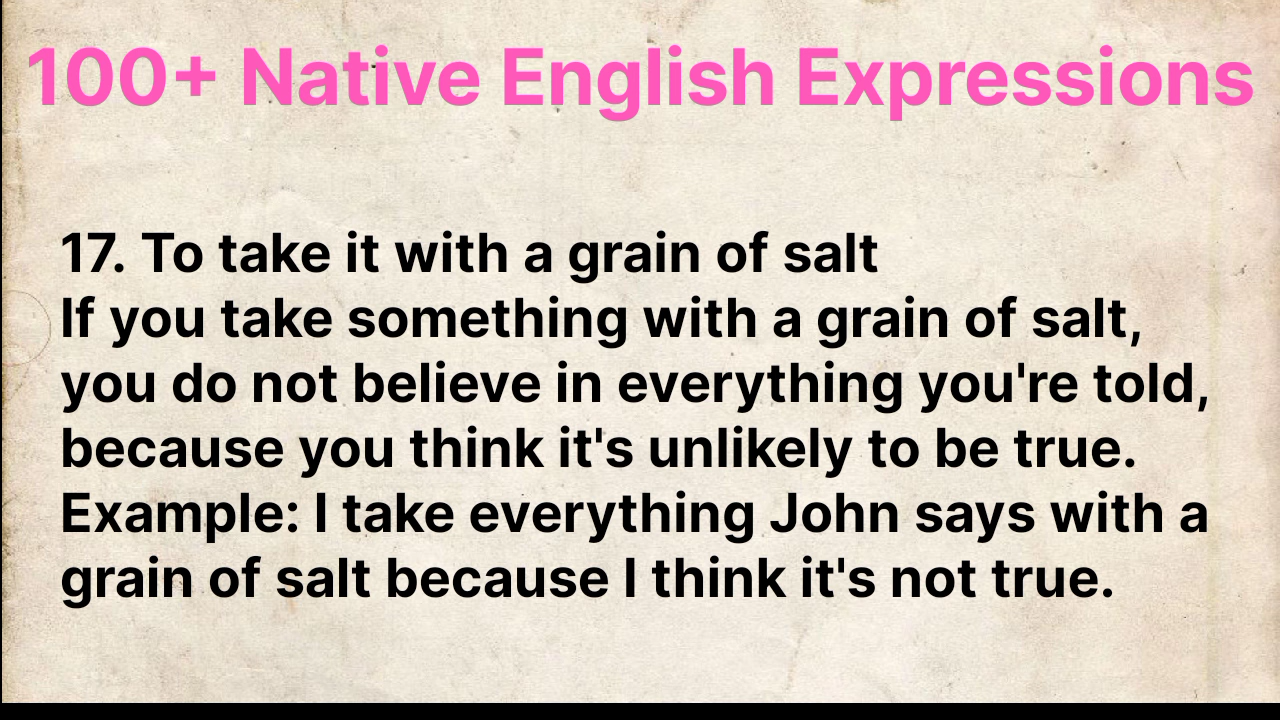 100+ Native English Expressions
17. To take it with a grain of salt
If you take something with a grain of salt,
you do not believe in everything you're told,
because you think it's unlikely to be true.
Example: I take everything John says with a
grain of salt because I think it's not true.